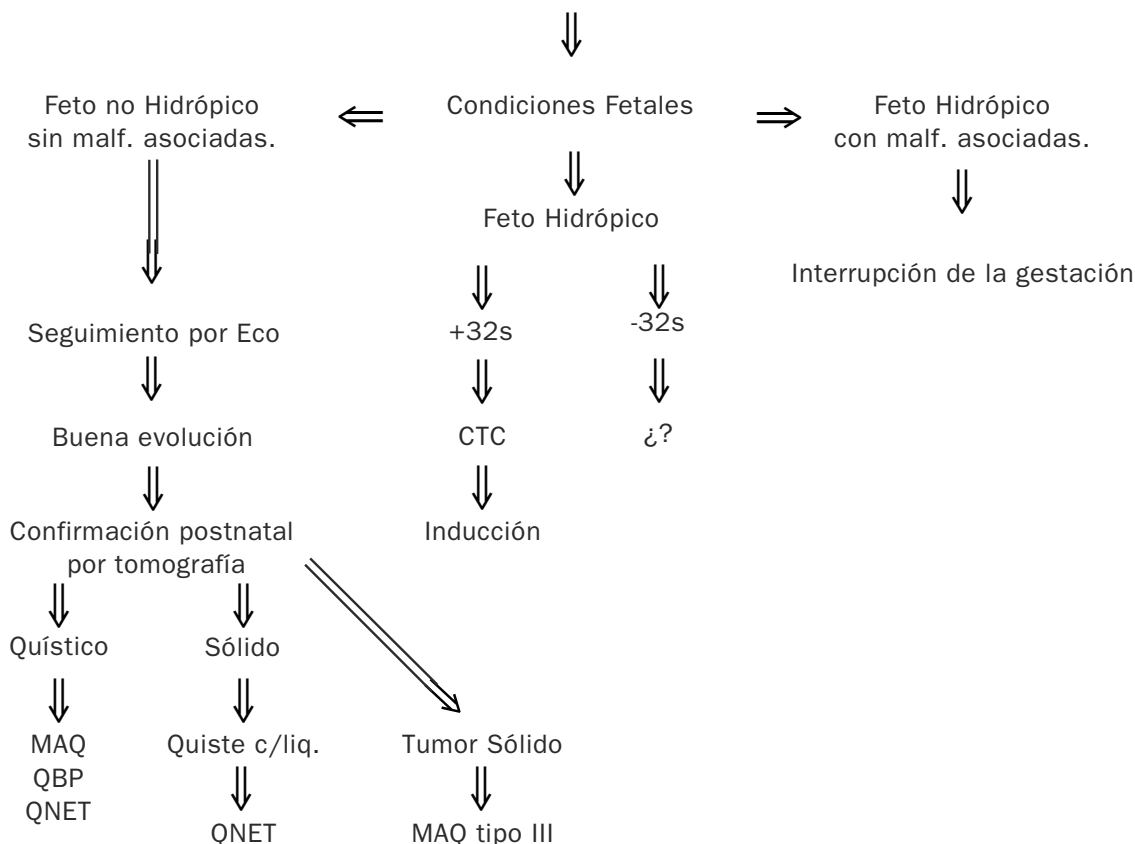 Feto no Hidrópico
sin malf. asociadas.
Condiciones Fetales
Feto Hidrópico
con malf. asociadas.
Feto Hidrópico
Interrupción de la gestación
Seguimiento por Eco
+32s
-32s
Buena evolución
CTC
¿?
Confirmación postnatal
por tomografía
Inducción
Quístico
Sólido
MAQ
QBP
QNET
Quiste c/liq.
Tumor Sólido
QNET
MAQ tipo III